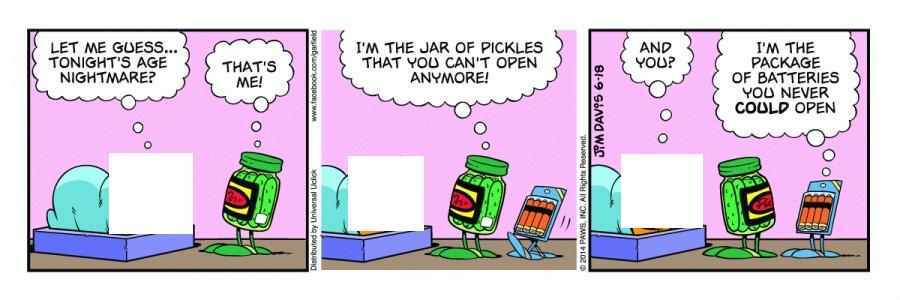 LET ME GUESS...
TONIGHT'S AGE
NIGHTMARE?
THAT'S
ME!
www.facebook.com/garfield
Distributed by Universal Uclick
I'M THE JAR OF PICKLES
THAT YOU CAN'T OPEN
ANYMORE!
© 2014 PAWS, INC. All Rights Reserved.
JIM DAVIS 6-18
AND
YOU?
I'M THE
PACKAGE
OF BATTERIES
YOU NEVER
COULD OPEN